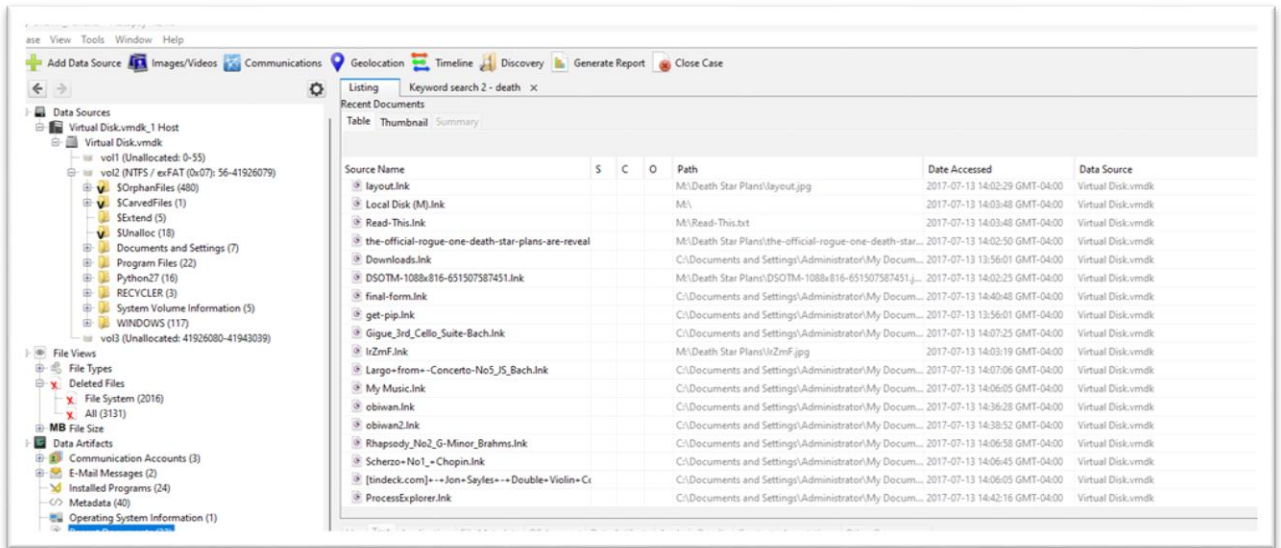 ase View Tools Window Help
Add Data Source Images/Videos Communications Geolocation Timeline Discovery Generate Report Close Case
Data Sources
Virtual Disk.vmdk_1 Host
Virtual Disk.vmdk
vol1 (Unallocated: 0-55)
vol2 (NTFS / exFAT (0x07): 56-41926079)
$OrphanFiles (480)
$CarvedFiles (1)
$Extend (5)
$Unalloc (18)
Documents and Settings (7)
Program Files (22)
Python27 (16)
RECYCLER (3)
System Volume Information (5)
WINDOWS (117)
vol3 (Unallocated: 41926080-41943039)
File Views
File Types
Deleted Files
File System (2016)
All (3131)
MB File Size
Data Artifacts
Communication Accounts (3)
E-Mail Messages (2)
Installed Programs (24)
Metadata (40)
Operating System Information (1)
Listing Keyword search 2 - death ×
Recent Documents
Table Thumbnail Summary
Source Name S C O Path Date Accessed Data Source
layout.lnk M:\Death Star Plans\layout.jpg 2017-07-13 14:02:29 GMT-04:00 Virtual Disk.vmdk
Local Disk (M).lnk M:\ 2017-07-13 14:03:48 GMT-04:00 Virtual Disk.vmdk
Read-This.lnk M:\Read-This.txt 2017-07-13 14:03:48 GMT-04:00 Virtual Disk.vmdk
the-official-rogue-one-death-star-plans-are-reveal M:\Death Star Plans\the-official-rogue-one-death-star... 2017-07-13 14:02:50 GMT-04:00 Virtual Disk.vmdk
Downloads.lnk C:\Documents and Settings\Administrator\My Docum... 2017-07-13 13:56:01 GMT-04:00 Virtual Disk.vmdk
DSOTM-1088x816-651507587451.lnk M:\Death Star Plans\DSOTM-1088x816-651507587451.j... 2017-07-13 14:02:25 GMT-04:00 Virtual Disk.vmdk
final-form.lnk C:\Documents and Settings\Administrator\My Docum... 2017-07-13 14:40:48 GMT-04:00 Virtual Disk.vmdk
get-pip.lnk C:\Documents and Settings\Administrator\My Docum... 2017-07-13 13:56:01 GMT-04:00 Virtual Disk.vmdk
Gigue_3rd_Cello_Suite-Bach.lnk C:\Documents and Settings\Administrator\My Docum... 2017-07-13 14:07:25 GMT-04:00 Virtual Disk.vmdk
IrZmF.lnk M:\Death Star Plans\IrZmF.jpg 2017-07-13 14:03:19 GMT-04:00 Virtual Disk.vmdk
Largo+from+-Concerto-No5_JS_Bach.lnk C:\Documents and Settings\Administrator\My Docum... 2017-07-13 14:07:06 GMT-04:00 Virtual Disk.vmdk
My Music.lnk C:\Documents and Settings\Administrator\My Docum... 2017-07-13 14:06:05 GMT-04:00 Virtual Disk.vmdk
obiwan.lnk C:\Documents and Settings\Administrator\My Docum... 2017-07-13 14:36:28 GMT-04:00 Virtual Disk.vmdk
obiwan2.lnk C:\Documents and Settings\Administrator\My Docum... 2017-07-13 14:38:52 GMT-04:00 Virtual Disk.vmdk
Rhapsody_No2_G-Minor_Brahms.lnk C:\Documents and Settings\Administrator\My Docum... 2017-07-13 14:06:58 GMT-04:00 Virtual Disk.vmdk
Scherzo+No1_+Chopin.lnk C:\Documents and Settings\Administrator\My Docum... 2017-07-13 14:06:45 GMT-04:00 Virtual Disk.vmdk
[tindeck.com]+-+Jon+Sayles+-+Double+Violin+Co C:\Documents and Settings\Administrator\My Docum... 2017-07-13 14:06:05 GMT-04:00 Virtual Disk.vmdk
ProcessExplorer.lnk C:\Documents and Settings\Administrator\My Docum... 2017-07-13 14:42:16 GMT-04:00 Virtual Disk.vmdk